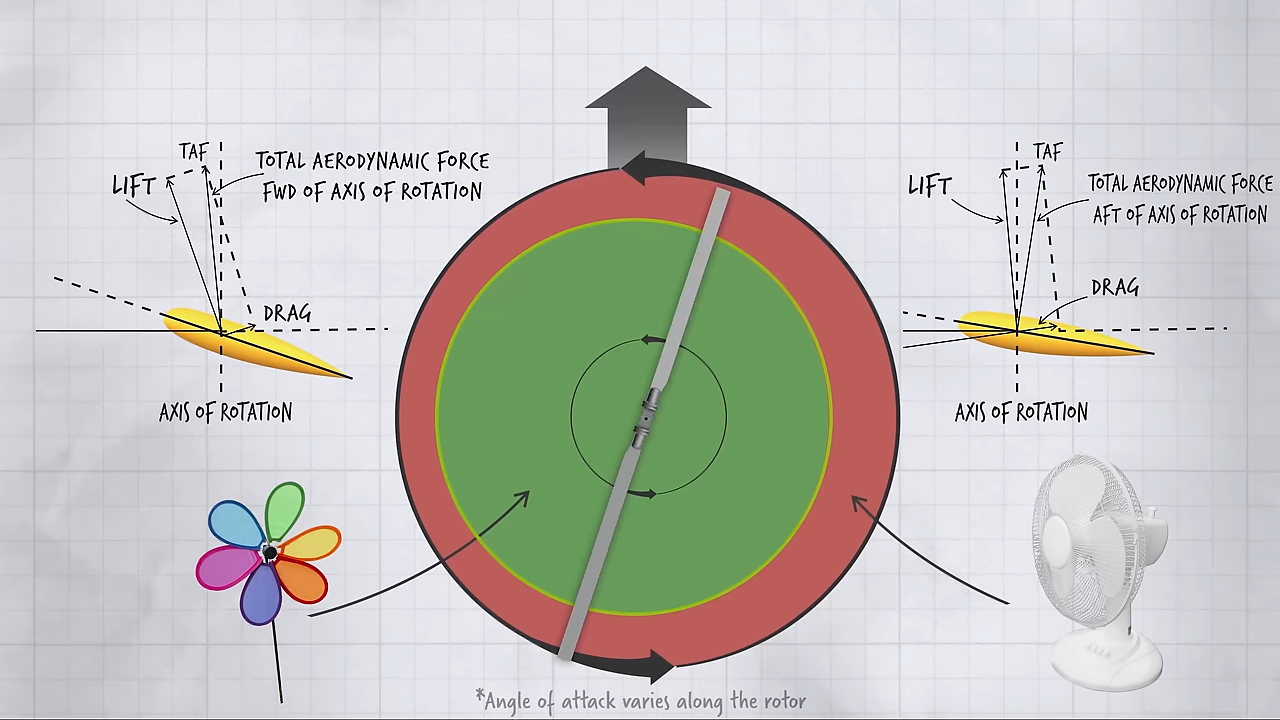 TAF
TOTAL AERODYNAMIC FORCE
FWD OF AXIS OF ROTATION
LIFT
DRAG
AXIS OF ROTATION
TAF
LIFT
TOTAL AERODYNAMIC FORCE
AFT OF AXIS OF ROTATION
DRAG
AXIS OF ROTATION
*Angle of attack varies along the rotor